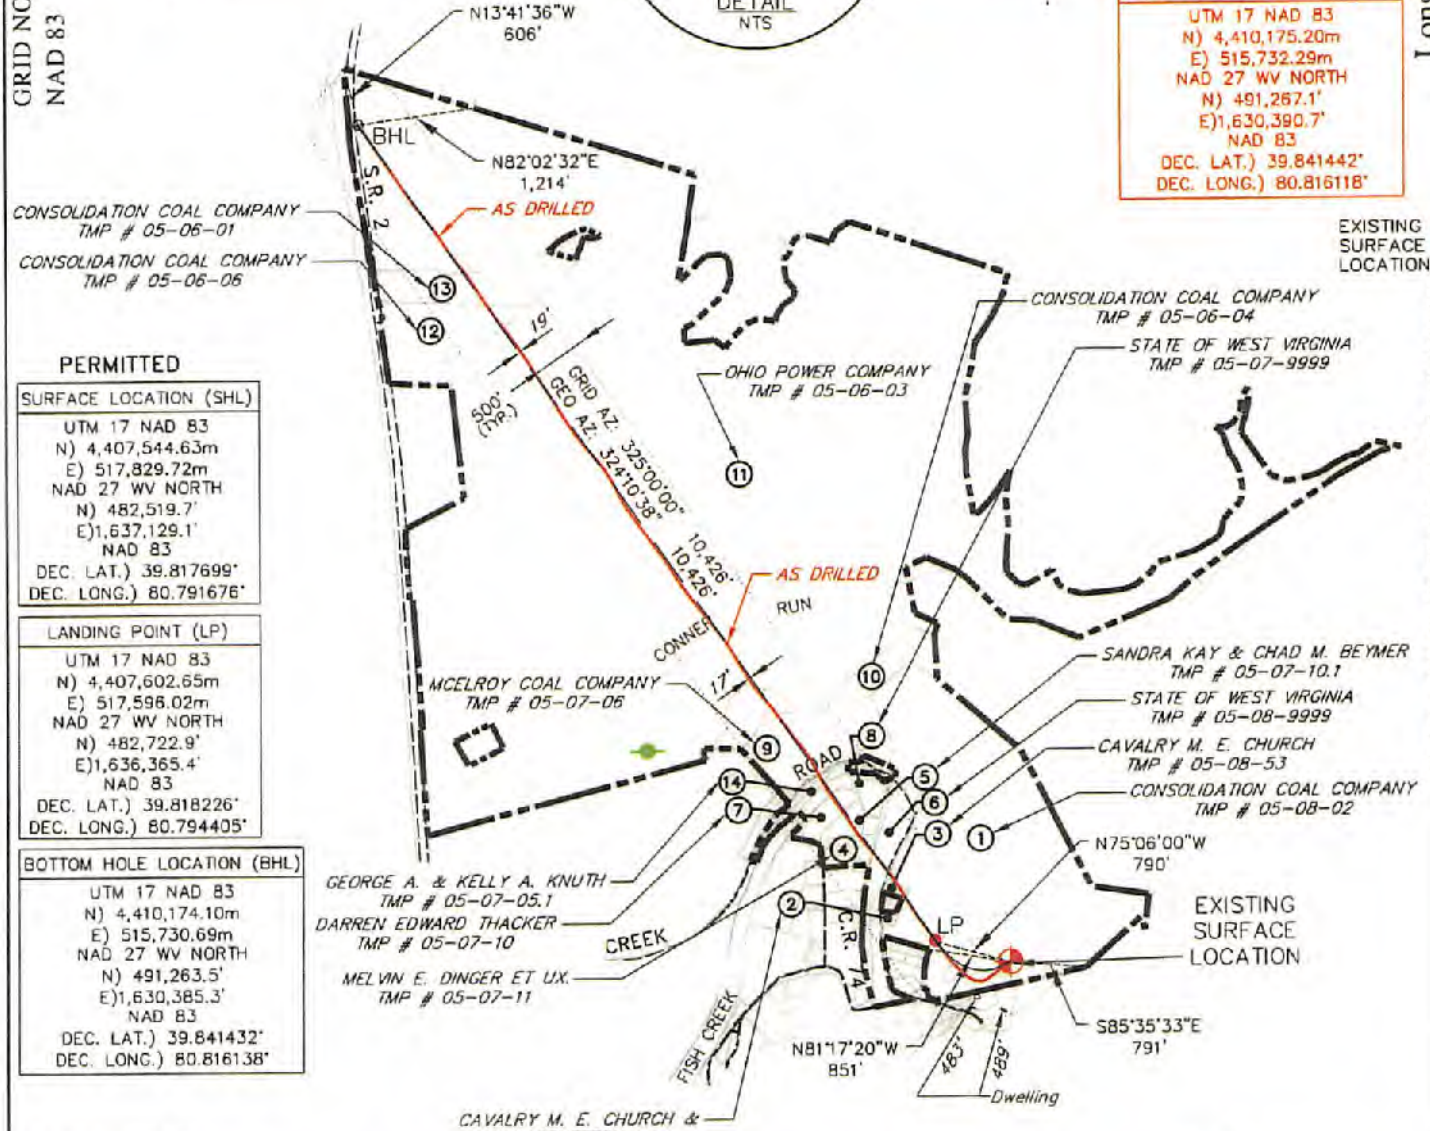 GRID NO
NAD 83
N13°41'36"W
606'
DETAIL
NTS
UTM 17 NAD 83
N) 4,410,175.20m
E) 515,732.29m
NAD 27 WV NORTH
N) 491,267.1'
E)1,630,390.7'
NAD 83
DEC. LAT.) 39.841442°
DEC. LONG.) 80.816118°
BHL
N82°02'32"E
1,214'
S.R. 2
AS DRILLED
CONSOLIDATION COAL COMPANY
TMP # 05-06-01
CONSOLIDATION COAL COMPANY
TMP # 05-06-06
13
12
EXISTING
SURFACE
LOCATION
CONSOLIDATION COAL COMPANY
TMP # 05-06-04
STATE OF WEST VIRGINIA
TMP # 05-07-9999
OHIO POWER COMPANY
TMP # 05-06-03
11
19'
500'
(TYP.)
GRID AZ: 325°00'00" 10,426'
GEO AZ: 324°10'38" 10,426'
PERMITTED
SURFACE LOCATION (SHL)
UTM 17 NAD 83
N) 4,407,544.63m
E) 517,829.72m
NAD 27 WV NORTH
N) 482,519.7'
E)1,637,129.1'
NAD 83
DEC. LAT.) 39.817699°
DEC. LONG.) 80.791676°
LANDING POINT (LP)
UTM 17 NAD 83
N) 4,407,602.65m
E) 517,596.02m
NAD 27 WV NORTH
N) 482,722.9'
E)1,636,365.4'
NAD 83
DEC. LAT.) 39.818226°
DEC. LONG.) 80.794405°
BOTTOM HOLE LOCATION (BHL)
UTM 17 NAD 83
N) 4,410,174.10m
E) 515,730.69m
NAD 27 WV NORTH
N) 491,263.5'
E)1,630,385.3'
NAD 83
DEC. LAT.) 39.841432°
DEC. LONG.) 80.816138°
AS DRILLED
CONNER RUN
17'
10
MCELROY COAL COMPANY
TMP # 05-07-06
9
ROAD
8
SANDRA KAY & CHAD M. BEYMER
TMP # 05-07-10.1
STATE OF WEST VIRGINIA
TMP # 05-08-9999
CAVALRY M. E. CHURCH
TMP # 05-08-53
CONSOLIDATION COAL COMPANY
TMP # 05-08-02
14
7
5
6
3
1
4
2
N75°06'00"W
790'
GEORGE A. & KELLY A. KNUTH
TMP # 05-07-05.1
DARREN EDWARD THACKER
TMP # 05-07-10
MELVIN E. DINGER ET UX.
TMP # 05-07-11
CREEK
C.R. 74
LP
EXISTING
SURFACE
LOCATION
FISH CREEK
N81°17'20"W
851'
483'
489'
S85°35'33"E
791'
Dwelling
CAVALRY M. E. CHURCH &